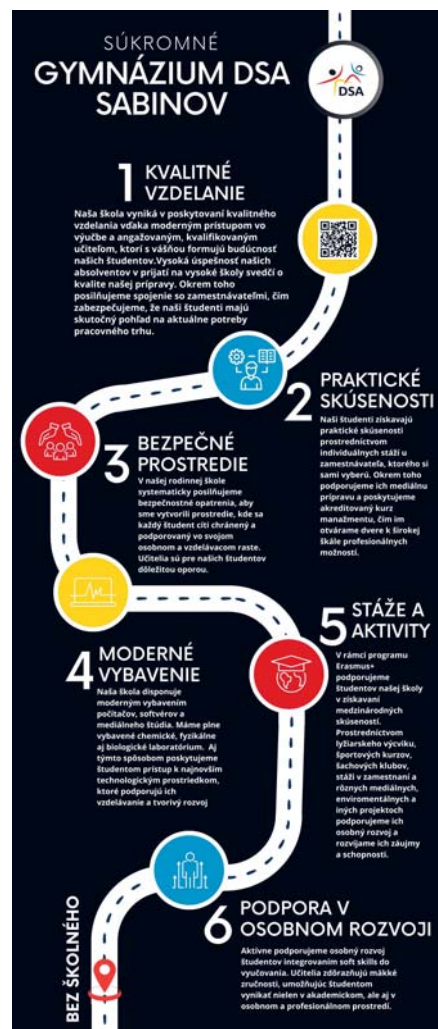 SÚKROMNÉ
GYMNÁZIUM DSA
SABINOV
DSA
1 KVALITNÉ
VZDELANIE
Naša škola vyniká v poskytovaní kvalitného
vzdelania vďaka moderným prístupom vo
výučbe a angažovaným, kvalifikovaným
učiteľom, ktorí s vášňou formujú budúcnosť
našich študentov.Vysoká úspešnosť našich
absolventov v prijatí na vysoké školy svedčí o
kvalite našej prípravy. Okrem toho
posilňujeme spojenie so zamestnávateľmi, čím
zabezpečujeme, že naši študenti majú
skutočný pohľad na aktuálne potreby
pracovného trhu.
2 PRAKTICKÉ
SKÚSENOSTI
Naši študenti získavajú
praktické skúsenosti
prostredníctvom
individuálnych stáží u
zamestnávateľa, ktorého si
sami vyberú. Okrem toho
podporujeme ich mediálnu
prípravu a poskytujeme
akreditovaný kurz
manažmentu, čím im
otvárame dvere k širokej
škále profesionálnych
možností.
3 BEZPEČNÉ
PROSTREDIE
V našej rodinnej škole
systematicky posilňujeme
bezpečnostné opatrenia, aby
sme vytvorili prostredie, kde sa
každý študent cíti chránený a
podporovaný vo svojom
osobnom a vzdelávacom raste.
Učitelia sú pre našich študentov
dôležitou oporou.
4 MODERNÉ
VYBAVENIE
Naša škola disponuje
moderným vybavením
počítačov, softvérov a
mediálneho štúdia. Máme plne
vybavené chemické, fyzikálne
aj biologické laboratórium. Aj
týmto spôsobom poskytujeme
študentom prístup k najnovším
technologickým prostriedkom,
ktoré podporujú ich
vzdelávanie a tvorivý rozvoj
5 STÁŽE A
AKTIVITY
V rámci programu
Erasmus+
podporujeme
študentov našej školy
v získavaní
medzinárodných
skúseností.
Prostredníctvom
lyžiarskeho výcviku,
športových kurzov,
šachových klubov,
stáží v zamestnaní a
rôznych mediálnych,
enviromentálnych a
iných projektoch
podporujeme ich
osobný rozvoj a
rozvíjame ich záujmy
a schopnosti.
6 PODPORA V
OSOBNOM ROZVOJI
Aktívne podporujeme osobný rozvoj
študentov integrovaním soft skills do
vyučovania. Učitelia zdôrazňujú mäkké
zručnosti, umožňujúc študentom
vynikať nielen v akademickom, ale aj v
osobnom a profesionálnom prostredí.
BEZ ŠKOLNÉHO